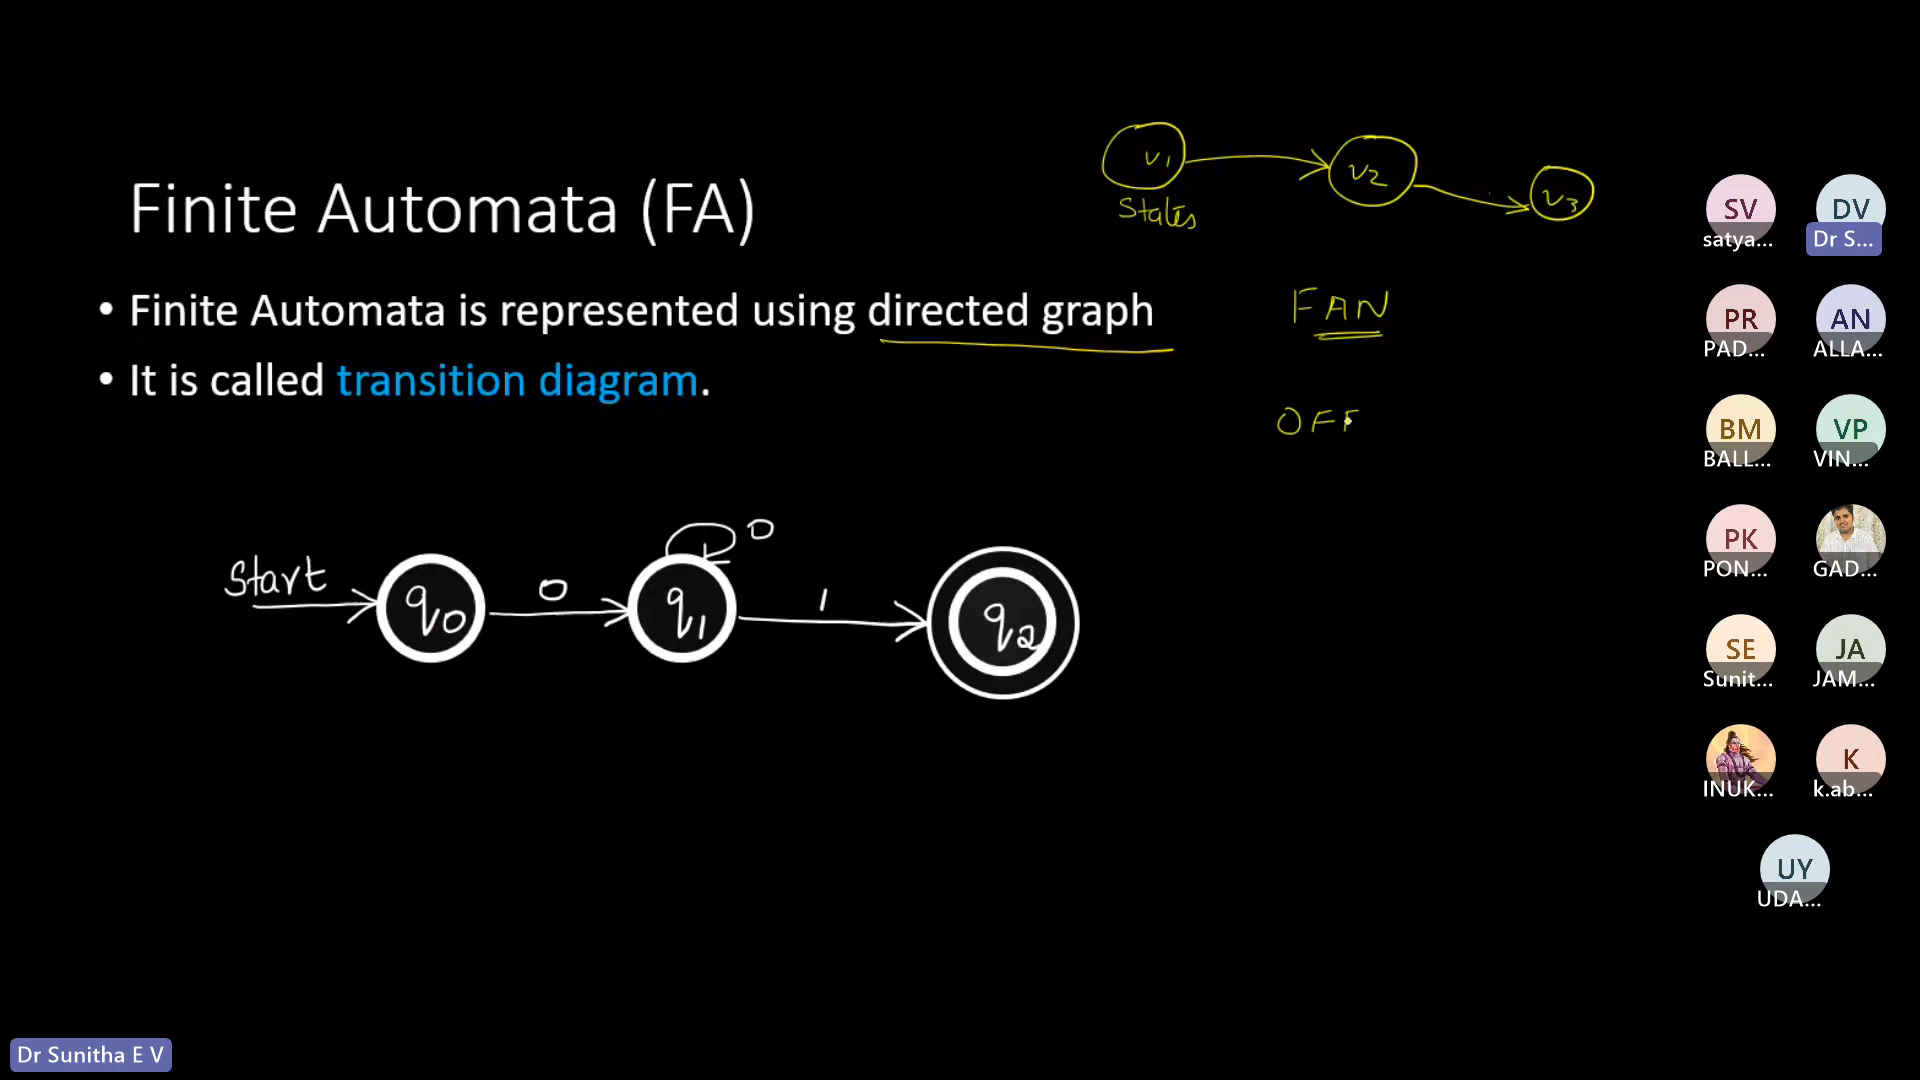 Finite Automata (FA)
• Finite Automata is represented using directed graph
• It is called transition diagram.
v1 v2 v3
States
FAN
OFF
Start q0 0 q1 0 1 q2
SV DV
satya... Dr S...
PR AN
PAD... ALLA...
BM VP
BALL... VIN...
PK
PON... GAD...
SE JA
Sunit... JAM...
K
INUK... k.ab...
UY
UDA...
Dr Sunitha E V